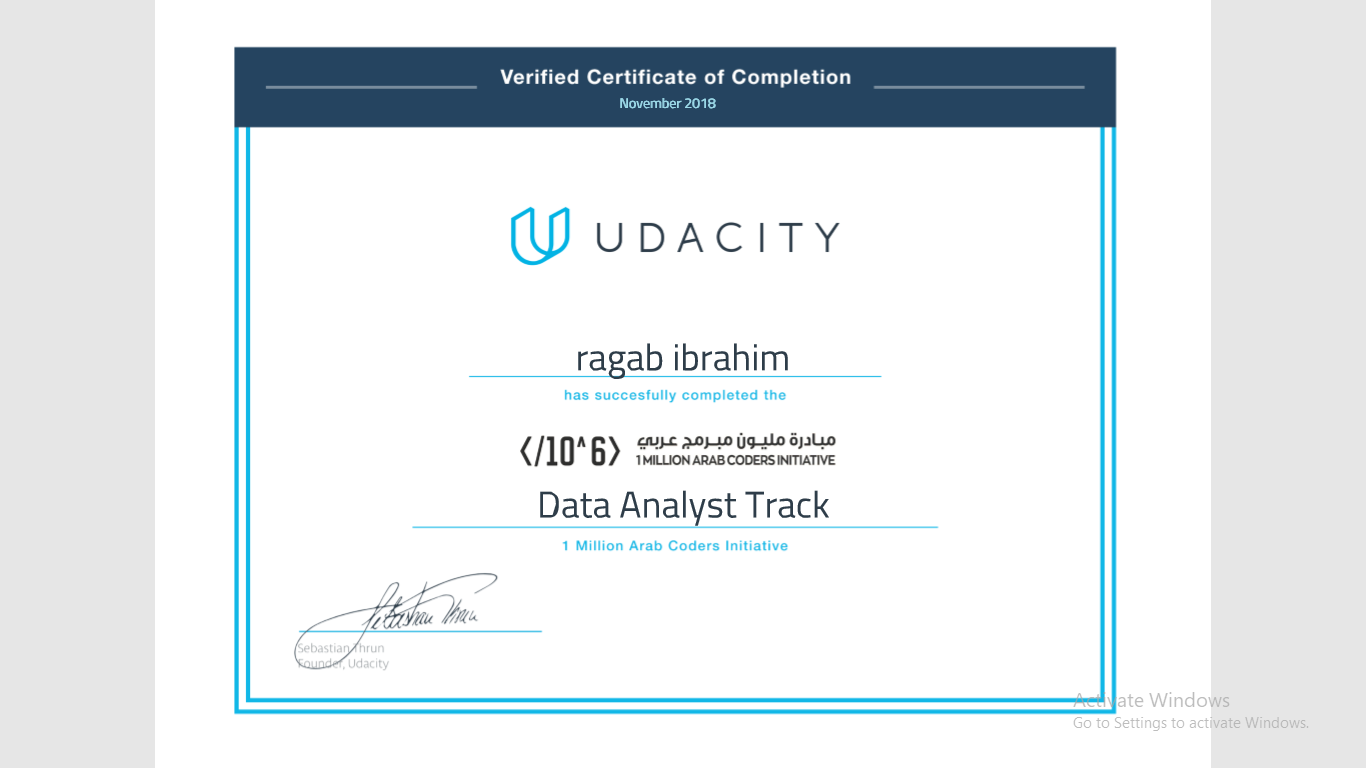 Verified Certificate of Completion
November 2018
UDACITY
ragab ibrahim
has succesfully completed the
</10^6>
مبادرة مليون مبرمج عربي
1 MILLION ARAB CODERS INITIATIVE
Data Analyst Track
1 Million Arab Coders Initiative
Sebastian Thrun
Sebastian Thrun
Founder, Udacity
Activate Windows
Go to Settings to activate Windows.